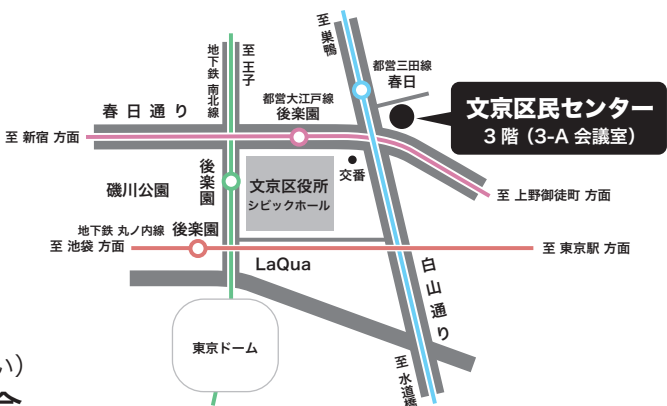 至 巣鴨
地下鉄 南北線
至 王子
都営三田線
春日
文京区民センター
3 階 (3-A 会議室)
春日通り
都営大江戸線
後楽園
至 新宿 方面
交番
後楽園
文京区役所
シビックホール
礫川公園
至 上野御徒町 方面
地下鉄 丸ノ内線 後楽園
至 池袋 方面
至 東京駅 方面
LaQua
白山通り
東京ドーム
至 水道橋
い）